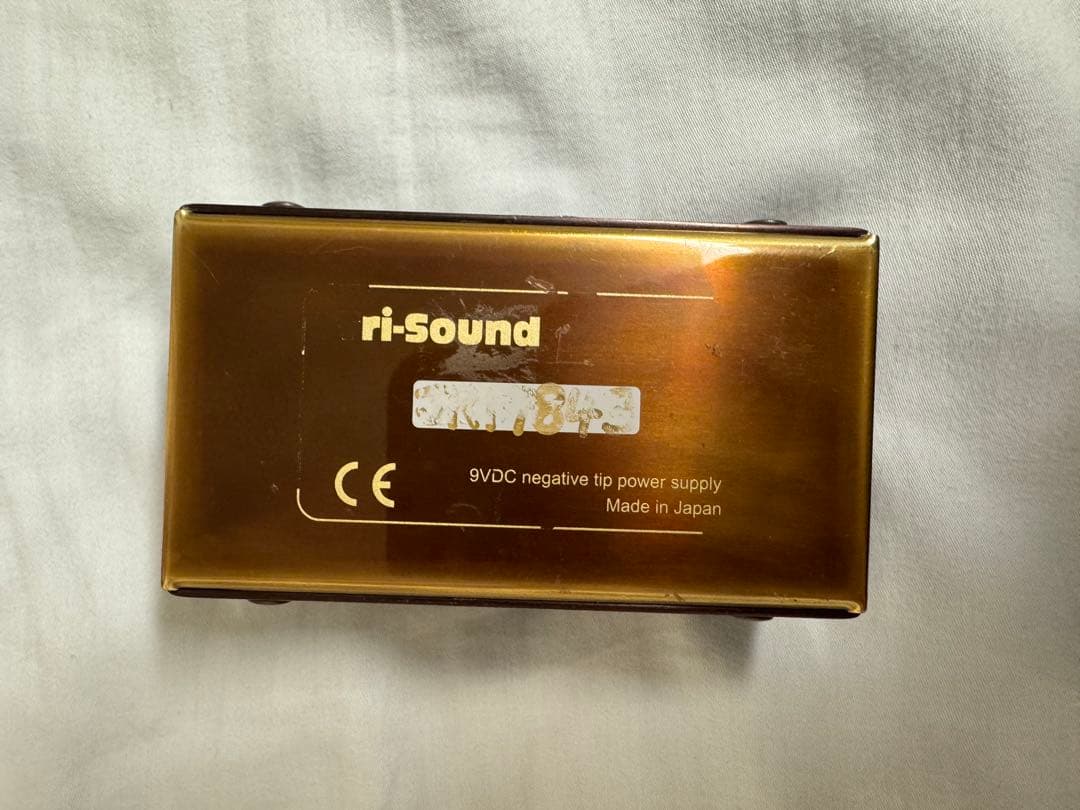 ri-Sound
CE
9VDC negative tip power supply
Made in Japan